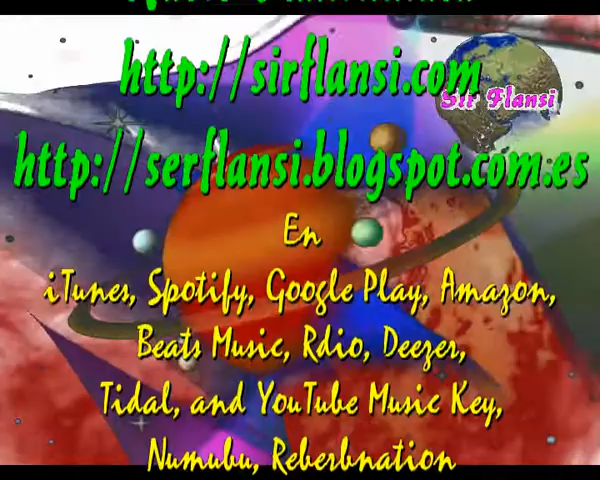 http://sirflansi.com
Sir Flansi
http://serflansi.blogspot.com.es
En
iTunes, Spotify, Google Play, Amazon,
Beats Music, Rdio, Deezer,
Tidal, and YouTube Music Key,
Numubu, Reberbnation